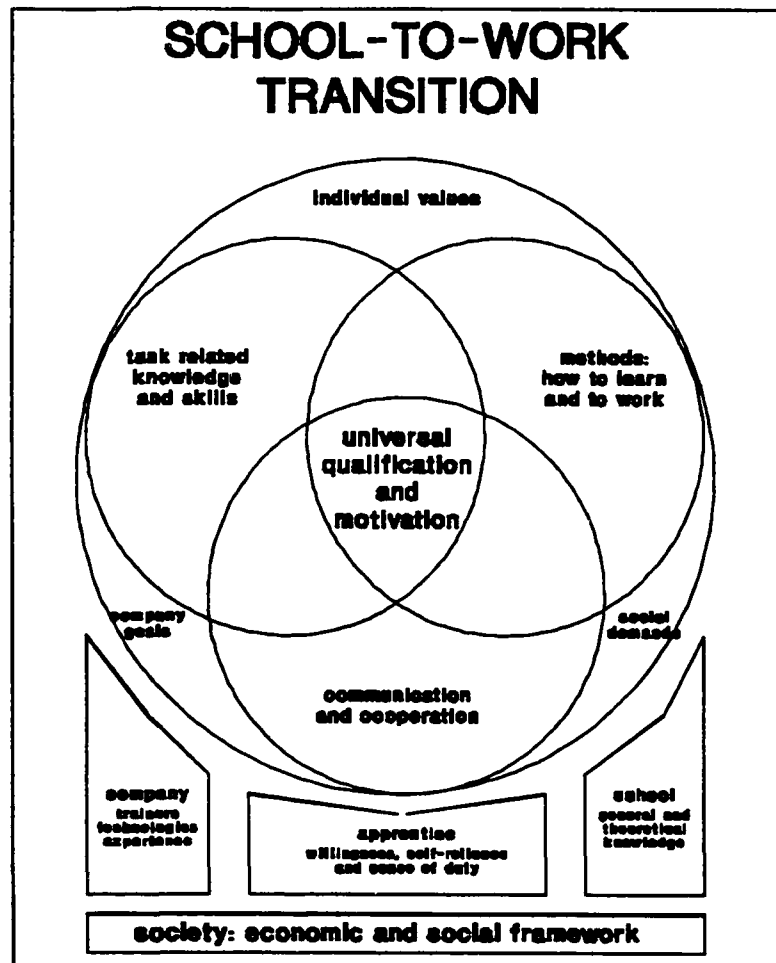 SCHOOL-TO-WORK
TRANSITION
individual values
task related
knowledge
and skills
methods:
how to learn
and to work
universal
qualification
and
motivation
company
goals
social
demands
communication
and cooperation
company
trainers
technologies
experience
apprentise
willingness, self-reliance
and sense of duty
school
general and
theoretical
knowledge
society: economic and social framework